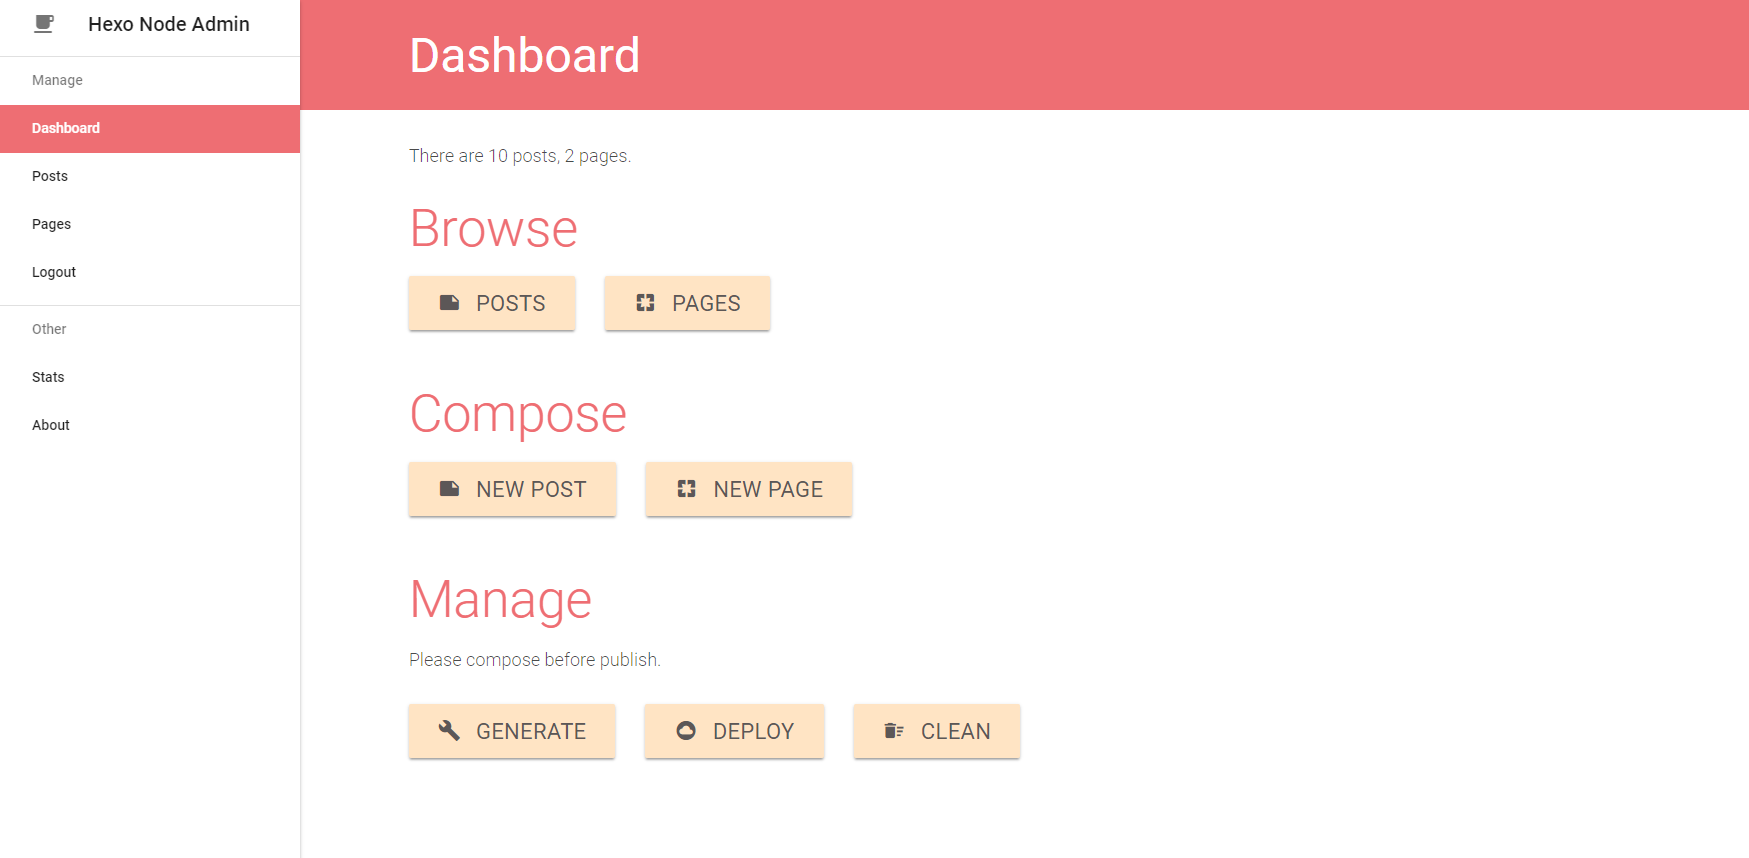 Hexo Node Admin
Manage
Dashboard
Posts
Pages
Logout
Other
Stats
About
Dashboard
There are 10 posts, 2 pages.
Browse
POSTS
PAGES
Compose
NEW POST
NEW PAGE
Manage
Please compose before publish.
GENERATE
DEPLOY
CLEAN